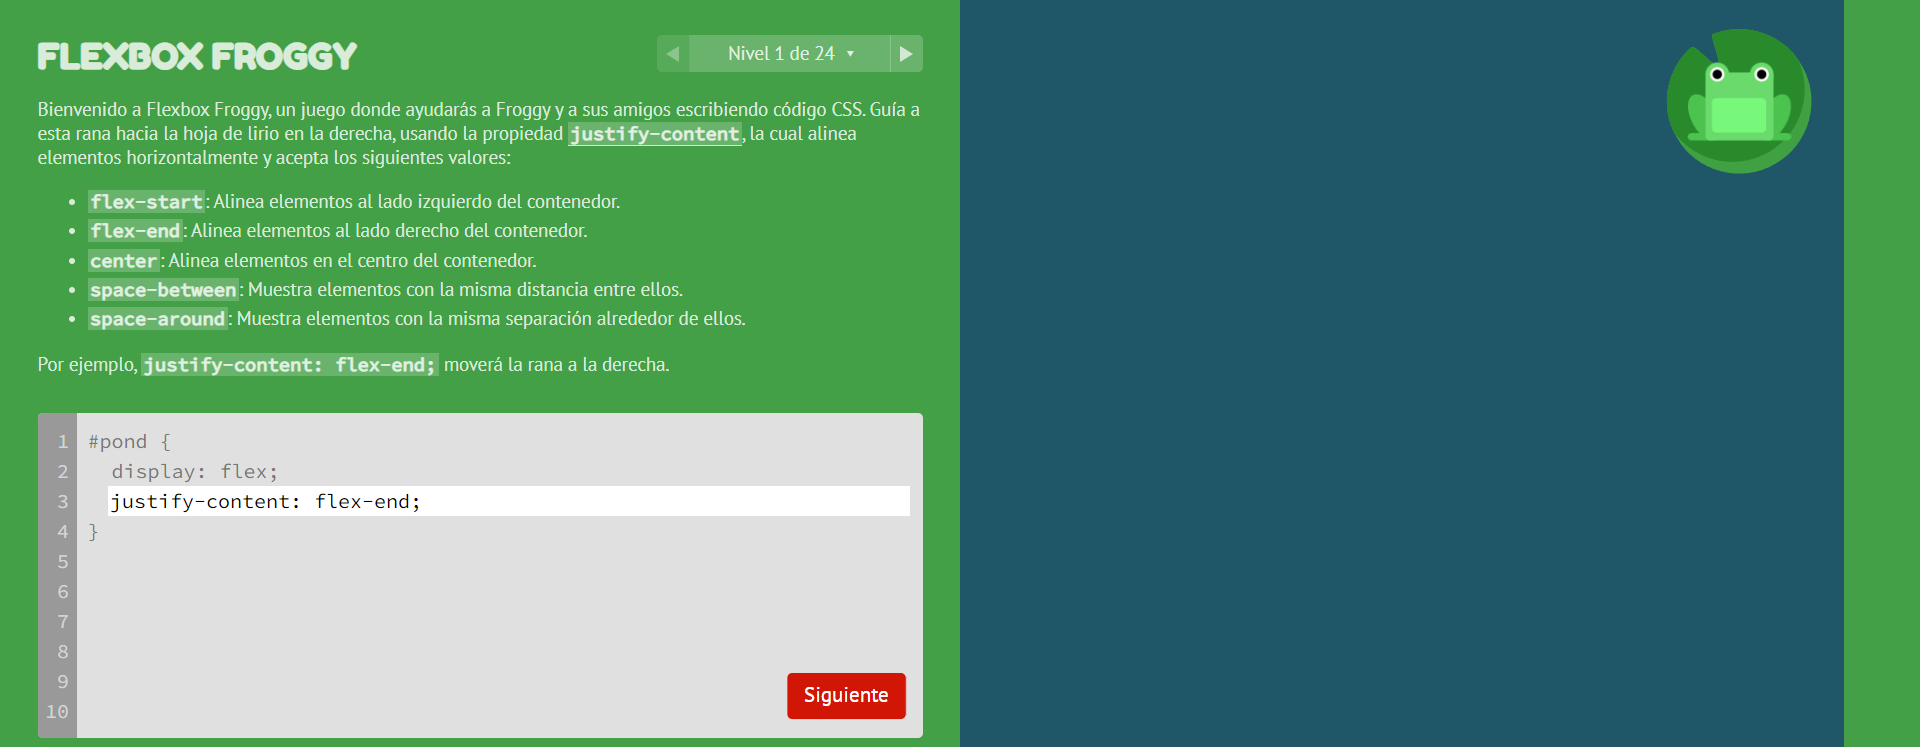 FLEXBOX FROGGY
Nivel 1 de 24
Bienvenido a Flexbox Froggy, un juego donde ayudarás a Froggy y a sus amigos escribiendo código CSS. Guía a
esta rana hacia la hoja de lirio en la derecha, usando la propiedad justify-content, la cual alinea
elementos horizontalmente y acepta los siguientes valores:
• flex-start: Alinea elementos al lado izquierdo del contenedor.
• flex-end: Alinea elementos al lado derecho del contenedor.
• center: Alinea elementos en el centro del contenedor.
• space-between: Muestra elementos con la misma distancia entre ellos.
• space-around: Muestra elementos con la misma separación alrededor de ellos.
Por ejemplo, justify-content: flex-end; moverá la rana a la derecha.
1 #pond {
2 display: flex;
3 justify-content: flex-end;
4 }
5
6
7
8
9
10
Siguiente